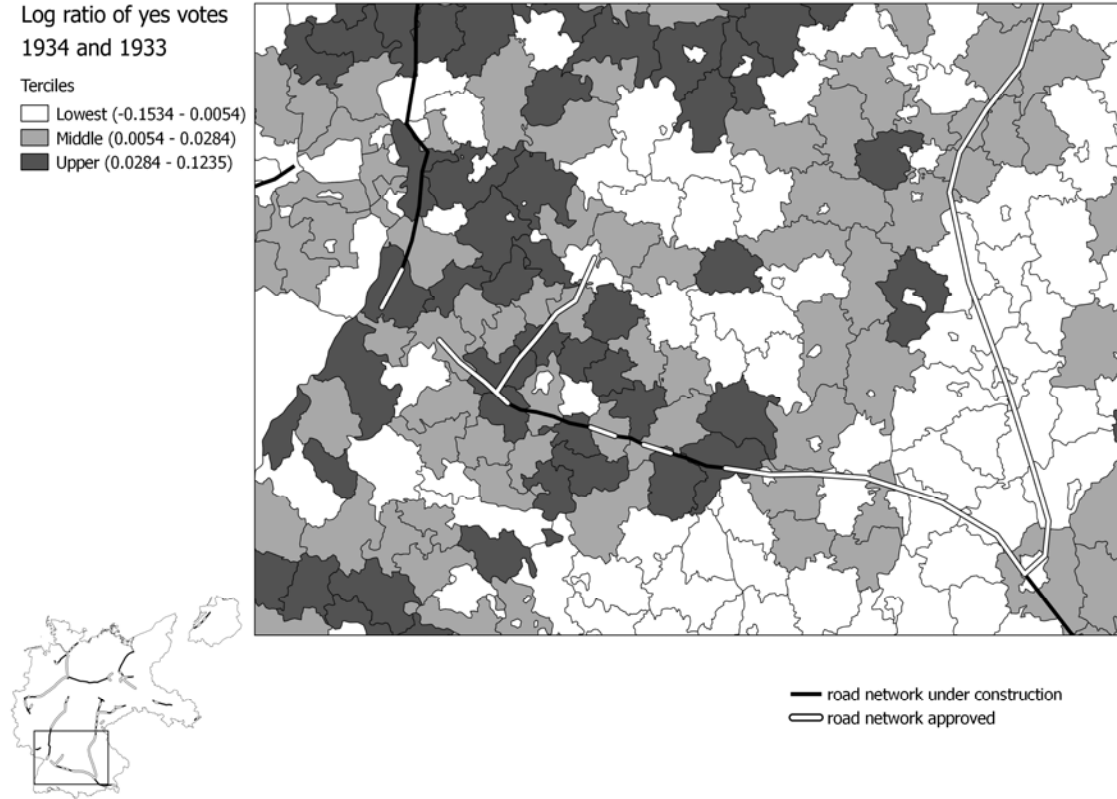 Log ratio of yes votes
1934 and 1933
Terciles
Lowest (-0.1534 - 0.0054)
Middle (0.0054 - 0.0284)
Upper (0.0284 - 0.1235)
road network under construction
road network approved